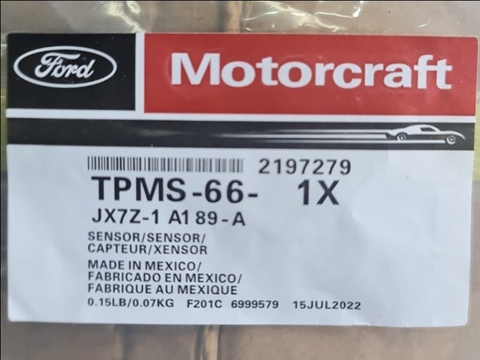 Ford
Motorcraft
2197279
TPMS-66- 1X
JX7Z-1 A189-A
SENSOR/SENSOR/
CAPTEUR/XENSOR
MADE IN MEXICO/
FABRICADO EN MEXICO/
FABRIQUE AU MEXIQUE
0.15LB/0.07KG F201C 6999579 15JUL2022